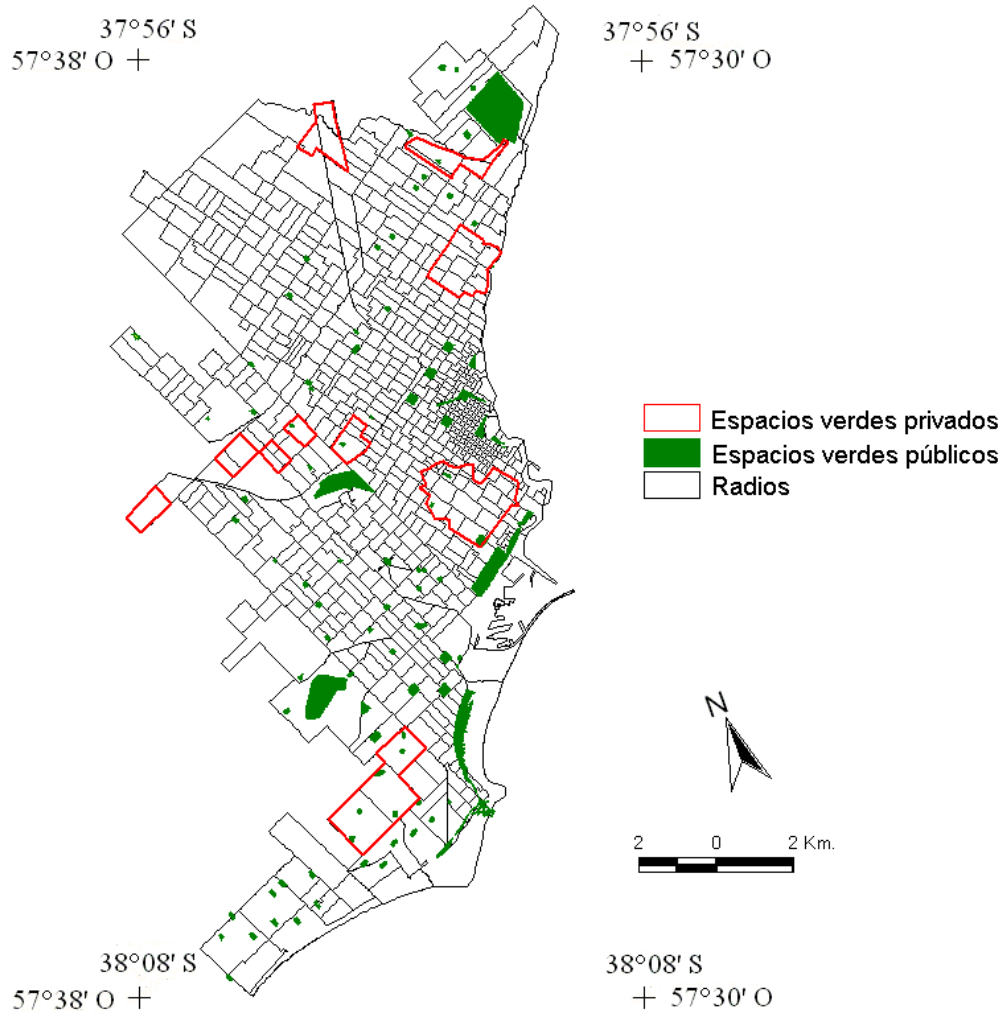 37°56' S
57°38' O
37°56' S
57°30' O
Espacios verdes privados
Espacios verdes públicos
Radios
N
2 0 2 Km.
38°08' S
57°38' O
38°08' S
57°30' O